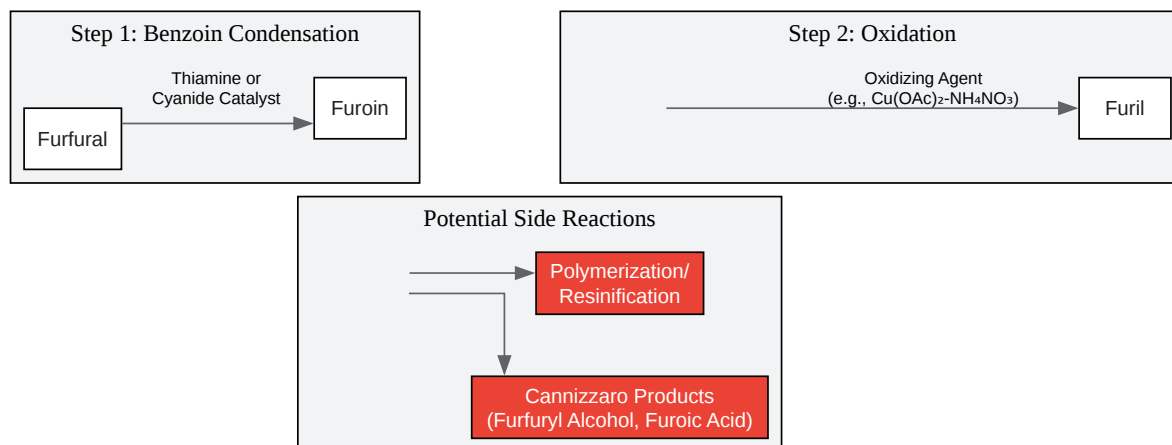 Step 1: Benzoin Condensation
Thiamine or
Cyanide Catalyst
Furfural
Furoin
Step 2: Oxidation
Oxidizing Agent
(e.g., Cu(OAc)₂-NH₄NO₃)
Furil
Potential Side Reactions
Polymerization/
Resinification
Cannizzaro Products
(Furfuryl Alcohol, Furoic Acid)